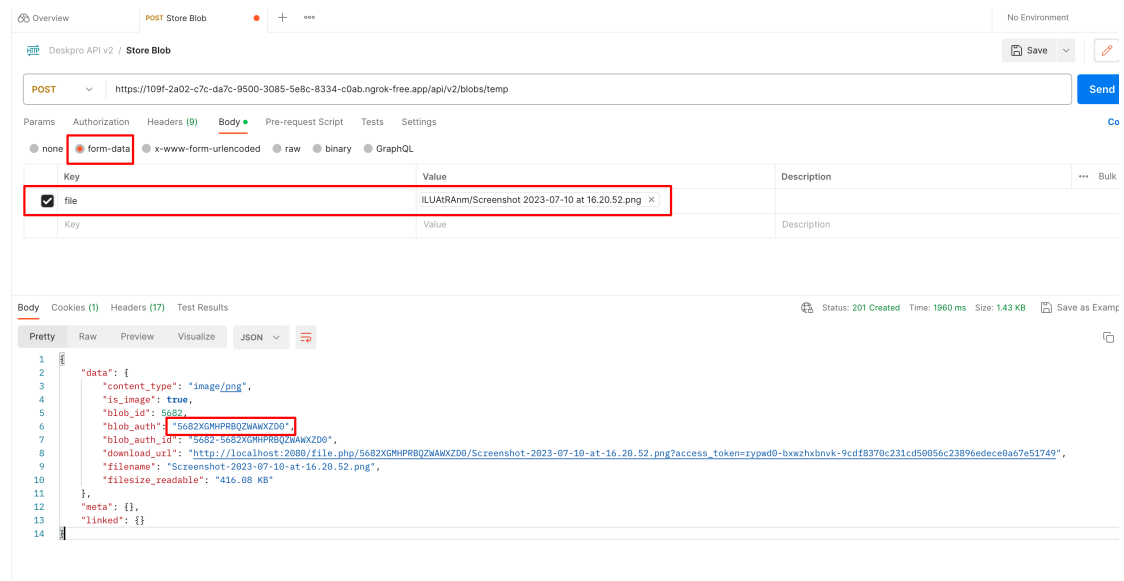 Overview POST Store Blob No Environment
HTTP Deskpro API v2 / Store Blob Save
POST https://109f-2a02-c7c-da7c-9500-3085-5e8c-8334-c0ab.ngrok-free.app/api/v2/blobs/temp Send
Params Authorization Headers (9) Body Pre-request Script Tests Settings Co
none form-data x-www-form-urlencoded raw binary GraphQL
Key Value Description Bulk
file ILUAtRAnm/Screenshot 2023-07-10 at 16.20.52.png
Key Value Description
Body Cookies (1) Headers (17) Test Results Status: 201 Created Time: 1960 ms Size: 1.43 KB Save as Examp
Pretty Raw Preview Visualize JSON
1 {
2 "data": {
3 "content_type": "image/png",
4 "is_image": true,
5 "blob_id": 5682,
6 "blob_auth": "5682XGMHPRBQZWAWXZD0",
7 "blob_auth_id": "5682-5682XGMHPRBQZWAWXZD0",
8 "download_url": "http://localhost:2080/file.php/5682XGMHPRBQZWAWXZD0/Screenshot-2023-07-10-at-16.20.52.png?access_token=rypwd0-bxwzhxbnvk-9cdf8370c231cd50056c23896edece0a67e51749",
9 "filename": "Screenshot-2023-07-10-at-16.20.52.png",
10 "filesize_readable": "416.08 KB"
11 },
12 "meta": {},
13 "linked": {}
14 }